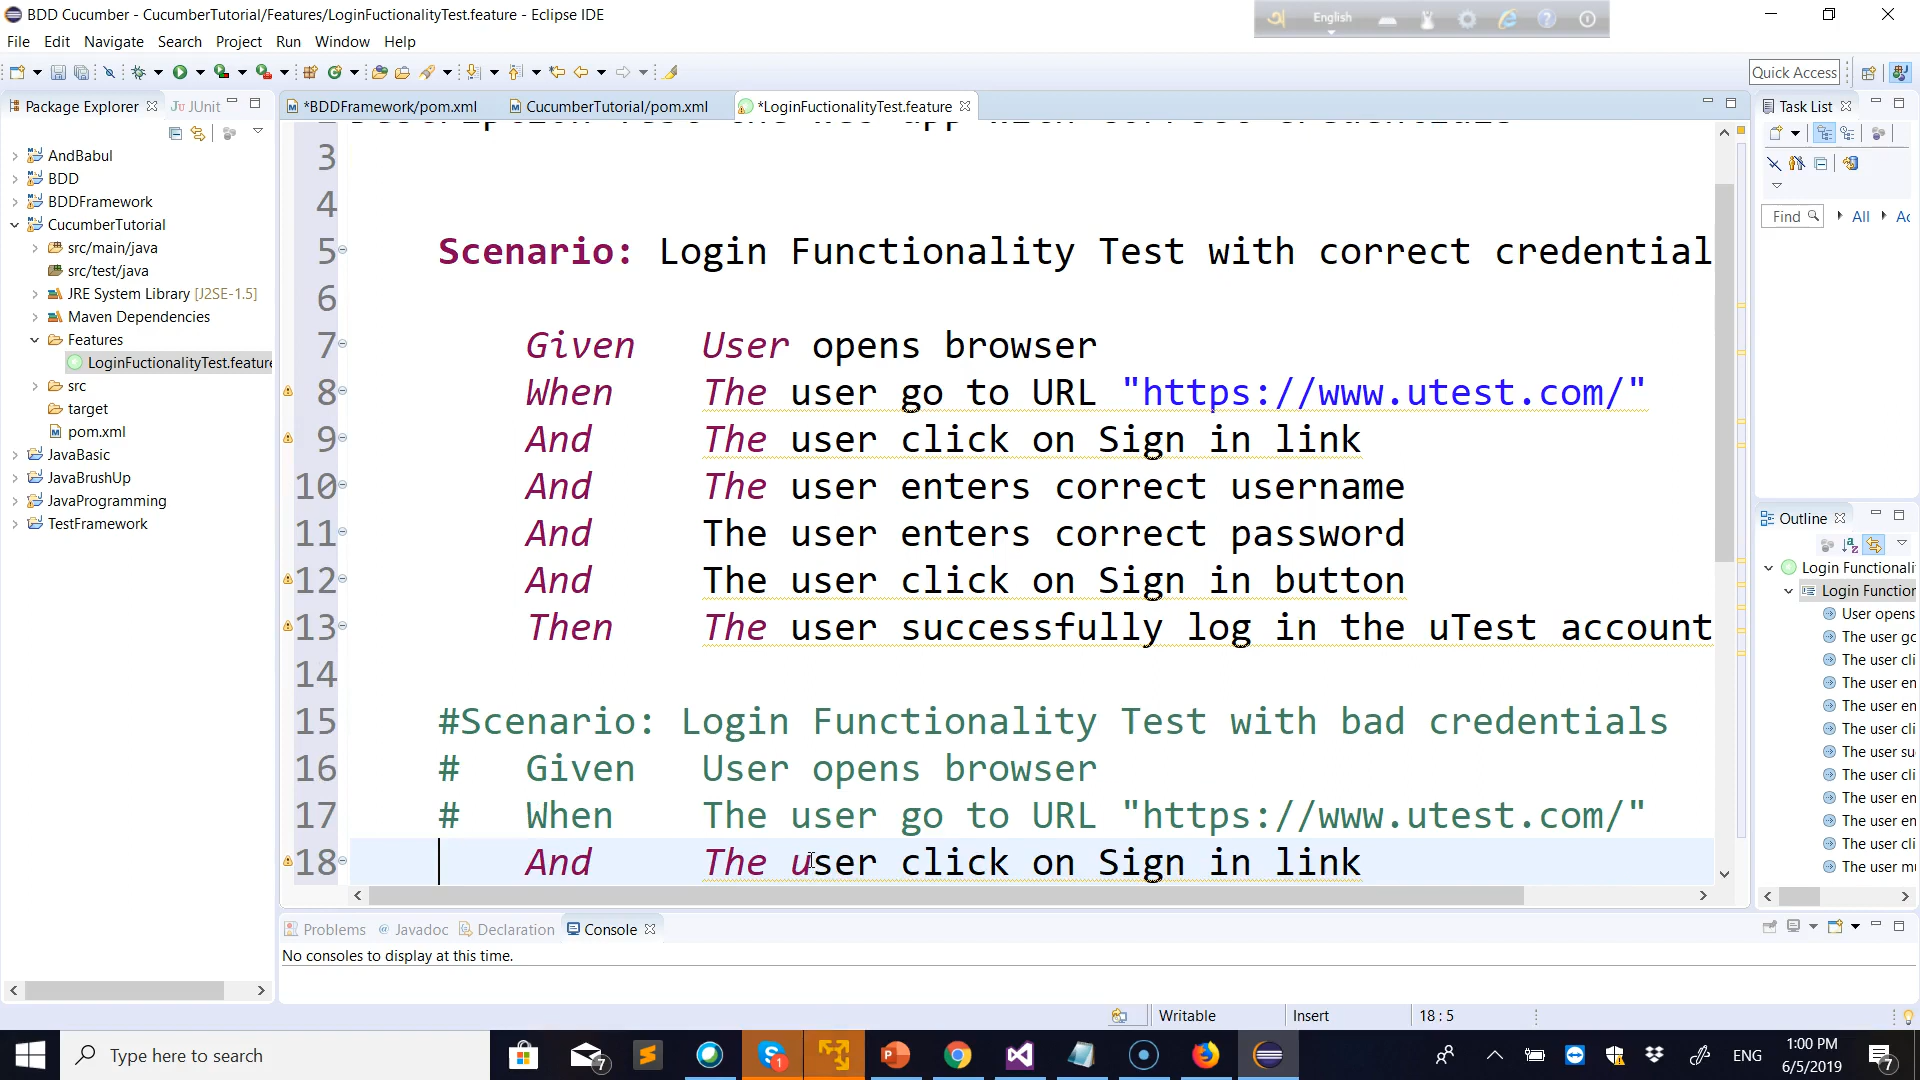 BDD Cucumber - CucumberTutorial/Features/LoginFuctionalityTest.feature - Eclipse IDE
English
File Edit Navigate Search Project Run Window Help
Quick Access
Package Explorer JUnit
*BDDFramework/pom.xml CucumberTutorial/pom.xml *LoginFuctionalityTest.feature
Task List
AndBabul
BDD
BDDFramework
CucumberTutorial
src/main/java
src/test/java
JRE System Library [J2SE-1.5]
Maven Dependencies
Features
LoginFuctionalityTest.feature
src
target
pom.xml
JavaBasic
JavaBrushUp
JavaProgramming
TestFramework
3
4
5 Scenario: Login Functionality Test with correct credential
6
7 Given User opens browser
8 When The user go to URL "https://www.utest.com/"
9 And The user click on Sign in link
10 And The user enters correct username
11 And The user enters correct password
12 And The user click on Sign in button
13 Then The user successfully log in the uTest account
14
15 #Scenario: Login Functionality Test with bad credentials
16 # Given User opens browser
17 # When The user go to URL "https://www.utest.com/"
18 And The user click on Sign in link
Find All Ac
Outline
Login Functionali
Login Function
User opens
The user go
The user cli
The user en
The user en
The user cli
The user su
The user cli
The user en
The user en
The user cli
The user mu
Problems Javadoc Declaration Console
No consoles to display at this time.
Writable Insert 18 : 5
Type here to search
7
1
ENG
1:00 PM
6/5/2019
7